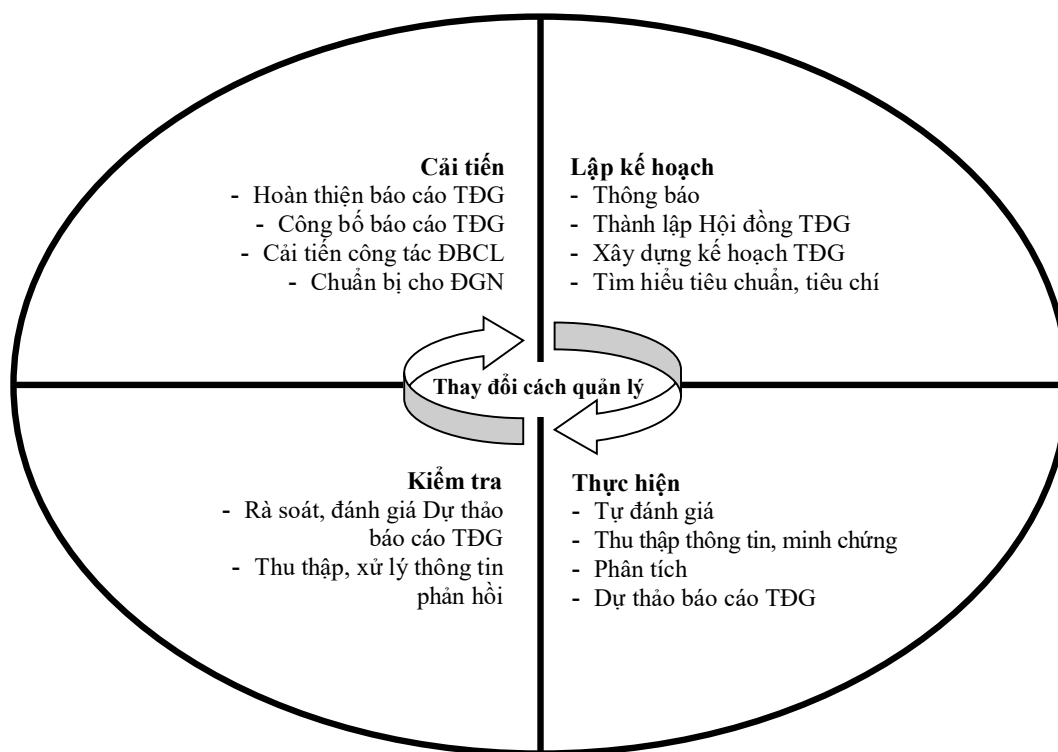 Cải tiến
- Hoàn thiện báo cáo TĐG
- Công bố báo cáo TĐG
- Cải tiến công tác ĐBCL
- Chuẩn bị cho ĐGN
Lập kế hoạch
- Thông báo
- Thành lập Hội đồng TĐG
- Xây dựng kế hoạch TĐG
- Tìm hiểu tiêu chuẩn, tiêu chí
Thay đổi cách quản lý
Kiểm tra
- Rà soát, đánh giá Dự thảo
báo cáo TĐG
- Thu thập, xử lý thông tin
phản hồi
Thực hiện
- Tự đánh giá
- Thu thập thông tin, minh chứng
- Phân tích
- Dự thảo báo cáo TĐG